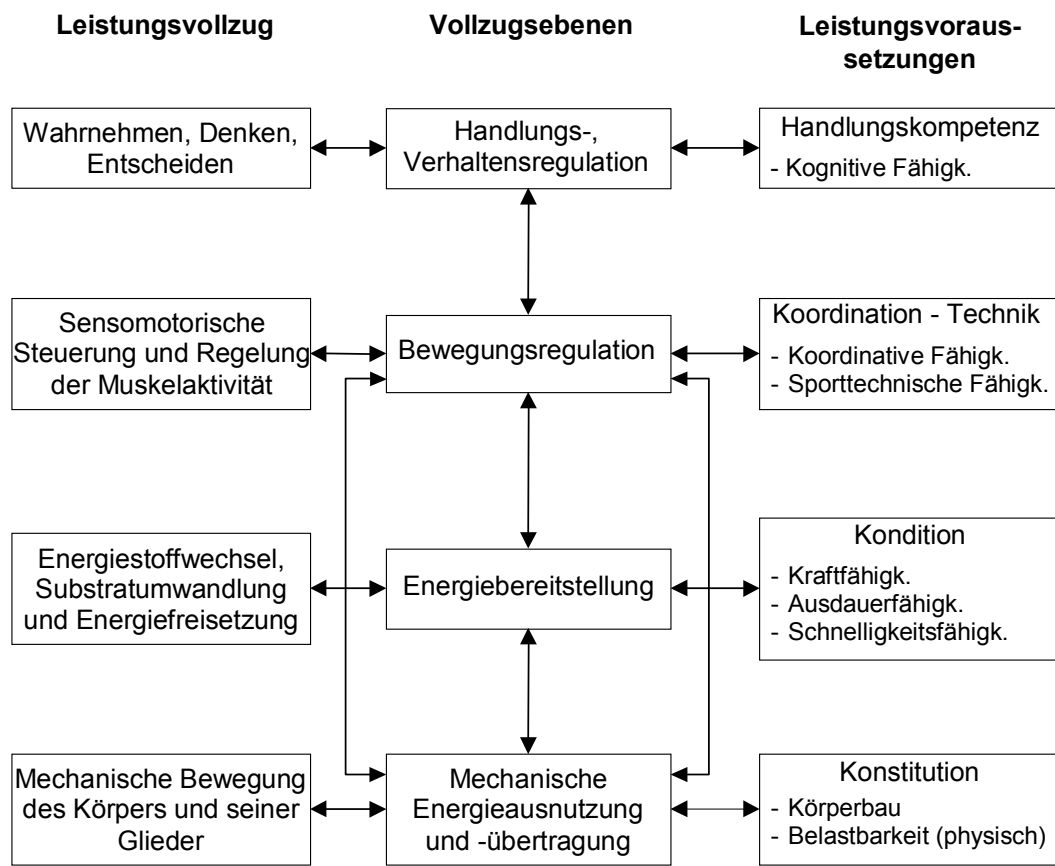 Leistungsvollzug
Vollzugsebenen
Leistungsvoraus-
setzungen
Wahrnehmen, Denken,
Entscheiden
Handlungs-,
Verhaltensregulation
Handlungskompetenz
- Kognitive Fähigk.
Sensomotorische
Steuerung und Regelung
der Muskelaktivität
Bewegungsregulation
Koordination - Technik
- Koordinative Fähigk.
- Sporttechnische Fähigk.
Energiestoffwechsel,
Substratumwandlung
und Energiefreisetzung
Energiebereitstellung
Kondition
- Kraftfähigk.
- Ausdauerfähigk.
- Schnelligkeitsfähigk.
Mechanische Bewegung
des Körpers und seiner
Glieder
Mechanische
Energieausnutzung
und -übertragung
Konstitution
- Körperbau
- Belastbarkeit (physisch)